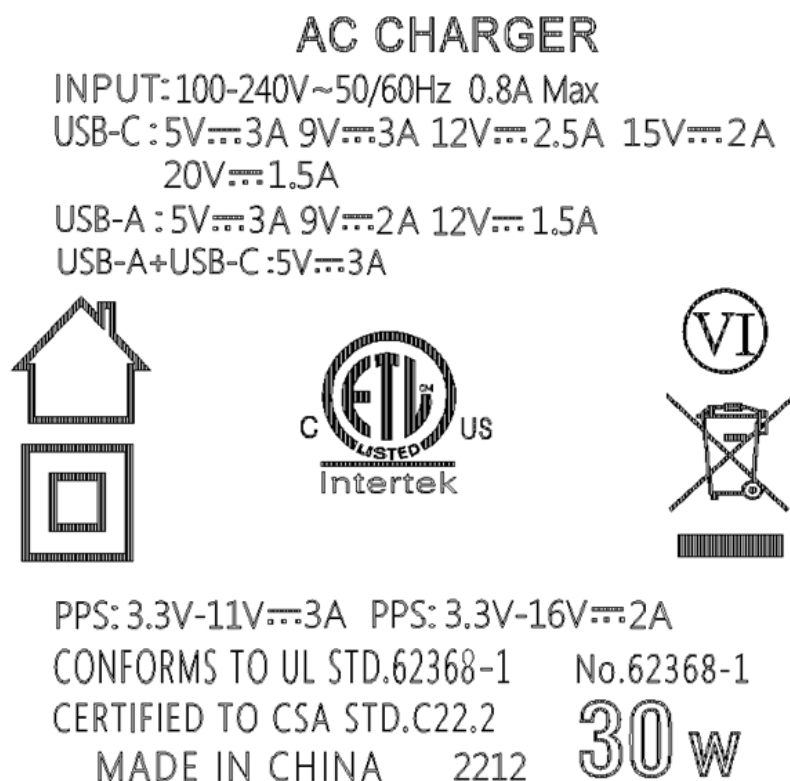 AC CHARGER
INPUT: 100-240V~50/60Hz 0.8A Max
USB-C: 5V⎓3A 9V⎓3A 12V⎓2.5A 15V⎓2A
20V⎓1.5A
USB-A: 5V⎓3A 9V⎓2A 12V⎓1.5A
USB-A+USB-C:5V⎓3A
VI
ETL
SM
C US
LISTED
Intertek
PPS: 3.3V-11V⎓3A PPS: 3.3V-16V⎓2A
CONFORMS TO UL STD.62368-1 No.62368-1
CERTIFIED TO CSA STD.C22.2
MADE IN CHINA 2212 30W